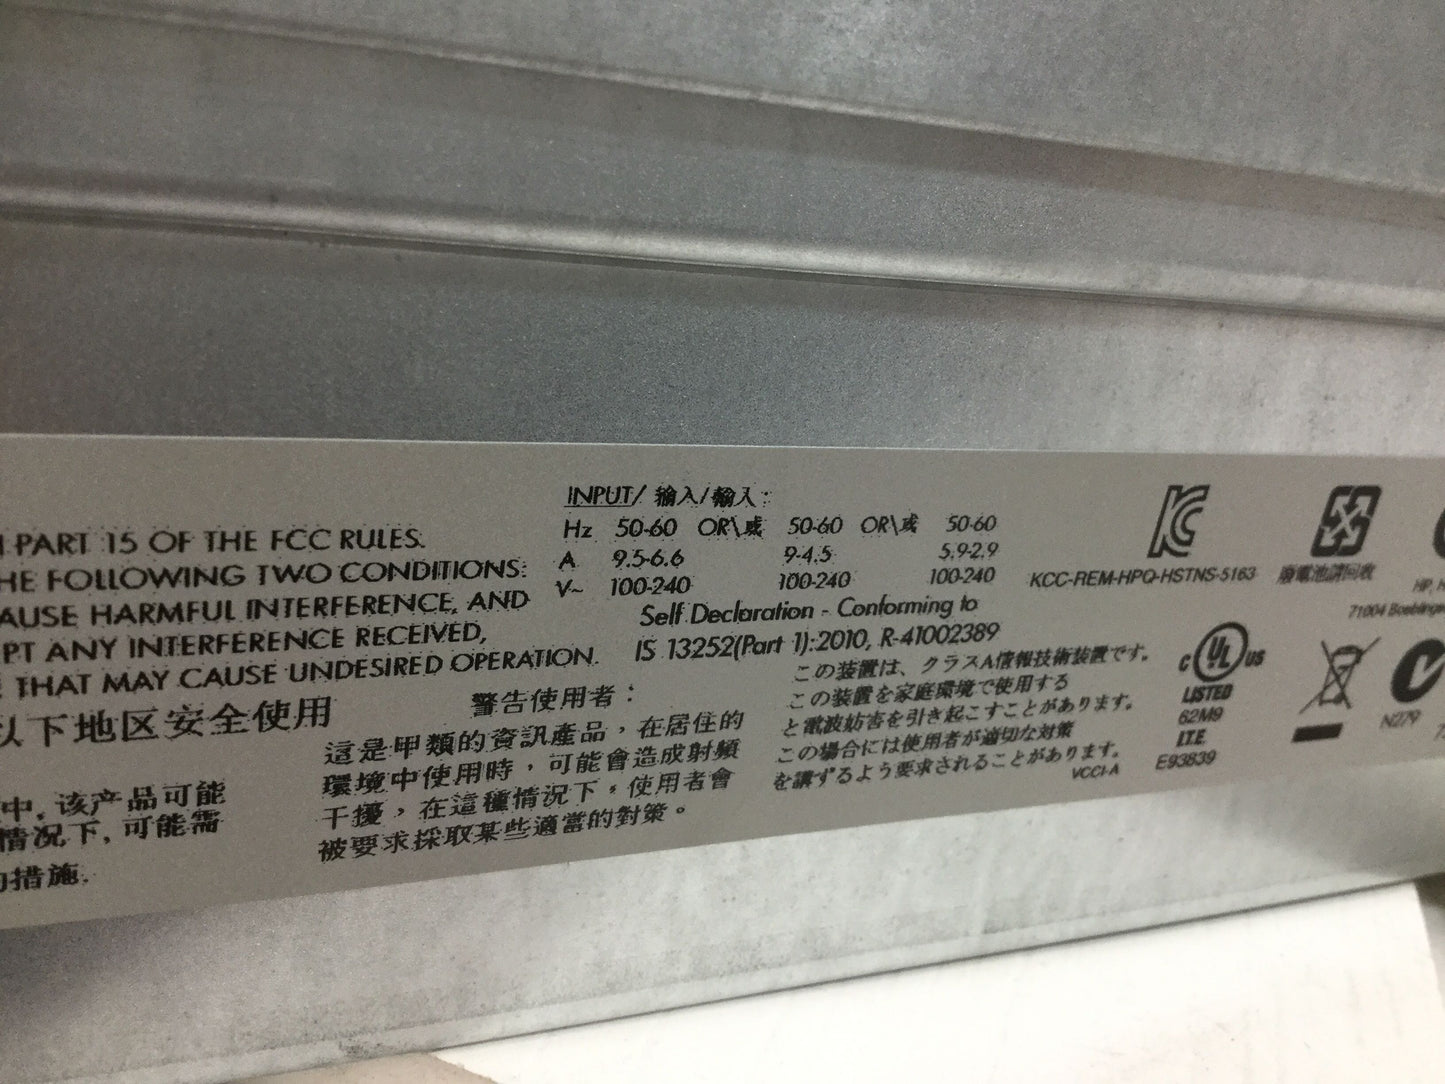 PART 15 OF THE FCC RULES.
HE FOLLOWING TWO CONDITIONS:
AUSE HARMFUL INTERFERENCE, AND
PT ANY INTERFERENCE RECEIVED,
THAT MAY CAUSE UNDESIRED OPERATION.
以下地区安全使用
中, 该产品可能
情况下, 可能需
措施.
警告使用者：
這是甲類的資訊產品，在居住的
環境中使用時，可能會造成射頻
干擾，在這種情況下，使用者會
被要求採取某些適當的對策。
INPUT/ 输入/輸入:
Hz 50-60 OR\或 50-60 OR\或 50-60
A 9.5-6.6 9-4.5 5.9-2.9
V~ 100-240 100-240 100-240
Self Declaration - Conforming to
IS 13252(Part 1):2010, R-41002389
この装置は、クラスA情報技術装置です。
この装置を家庭環境で使用する
と電波妨害を引き起こすことがあります。
この場合には使用者が適切な対策
を講ずるよう要求されることがあります。
VCCI-A
KCC-REM-HPQ-HSTNS-5163
廢電池請回收
HP, H
71004 Boeblinge
C UL US
LISTED
62M9
I.T.E.
E93839
N279